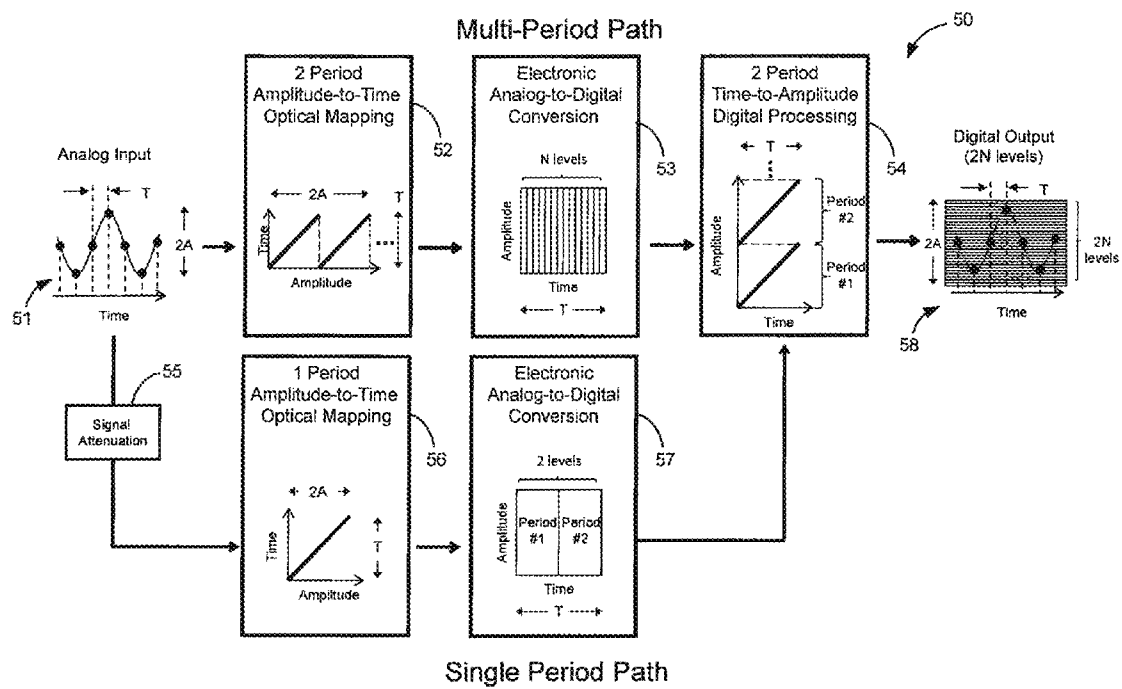 Multi-Period Path
50
2 Period
Amplitude-to-Time
Optical Mapping
52
2A
T
Time
Amplitude
Electronic
Analog-to-Digital
Conversion
53
N levels
Amplitude
Time
T
2 Period
Time-to-Amplitude
Digital Processing
54
T
Amplitude
Period
#2
Period
#1
Time
Analog Input
T
2A
51
Time
Digital Output
(2N levels)
T
2A
2N
levels
58
Time
55
Signal
Attenuation
1 Period
Amplitude-to-Time
Optical Mapping
56
2A
T
Time
Amplitude
Electronic
Analog-to-Digital
Conversion
57
2 levels
Amplitude
Period
#1
Period
#2
Time
T
Single Period Path